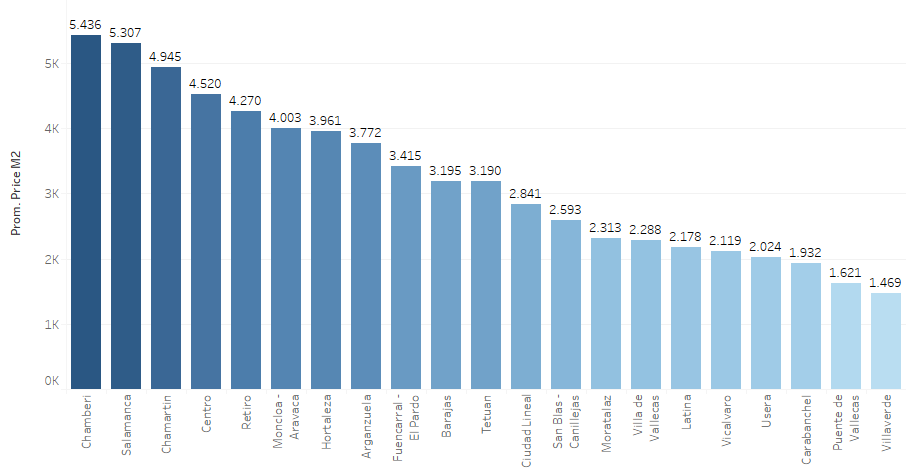 5.436
5.307
4.945
4.520
4.270
4.003
3.961
3.772
3.415
3.195
3.190
2.841
2.593
2.313
2.288
2.178
2.119
2.024
1.932
1.621
1.469
Prom. Price M2
5K
4K
3K
2K
1K
0K
Chamberi
Salamanca
Chamartin
Centro
Retiro
Moncloa -
Aravaca
Hortaleza
Arganzuela
Fuencarral -
El Pardo
Barajas
Tetuan
Ciudad Lineal
San Blas -
Canillejas
Moratalaz
Villa de
Vallecas
Latina
Vicalvaro
Usera
Carabanchel
Puente de
Vallecas
Villaverde